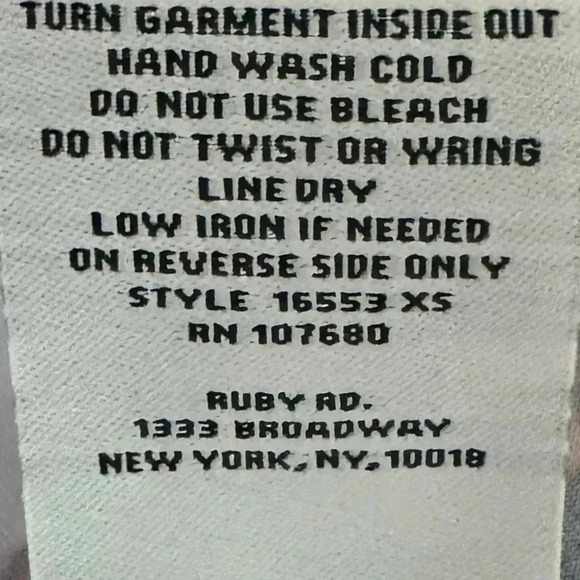 TURN GARMENT INSIDE OUT
HAND WASH COLD
DO NOT USE BLEACH
DO NOT TWIST OR WRING
LINE DRY
LOW IRON IF NEEDED
ON REVERSE SIDE ONLY
STYLE 16553 XS
RN 107680
RUBY RD.
1333 BROADWAY
NEW YORK, NY, 10018